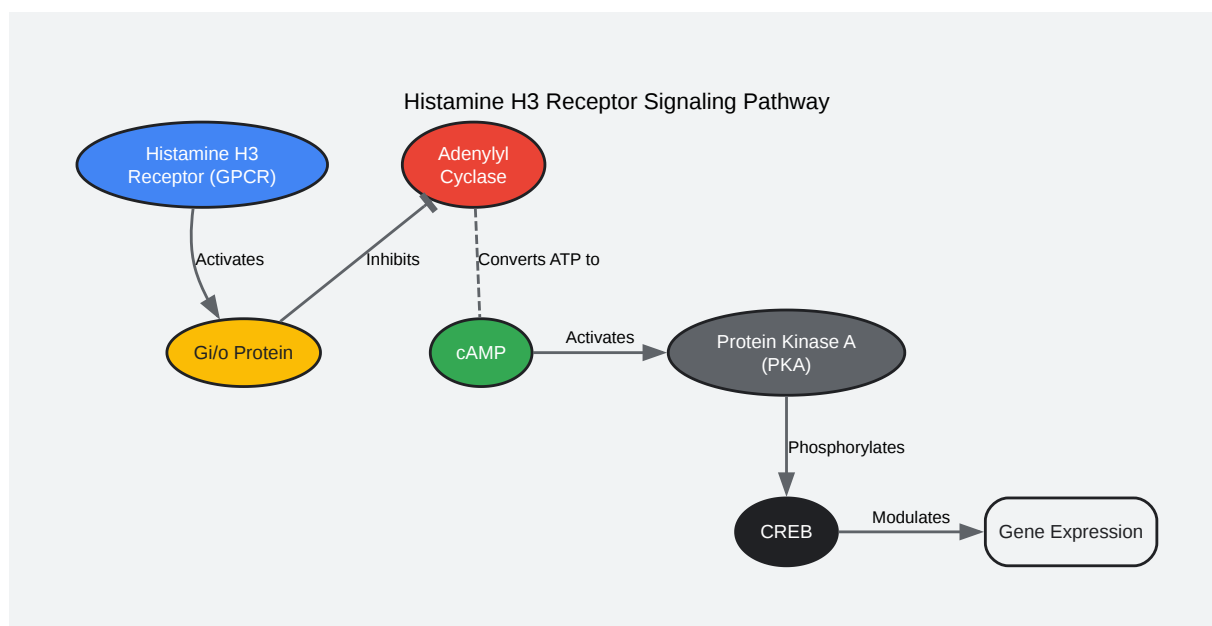 Histamine H3 Receptor Signaling Pathway
Histamine H3
Receptor (GPCR)
Adenylyl
Cyclase
Activates
Inhibits
Converts ATP to
Gi/o Protein
cAMP
Activates
Protein Kinase A
(PKA)
Phosphorylates
CREB
Modulates
Gene Expression